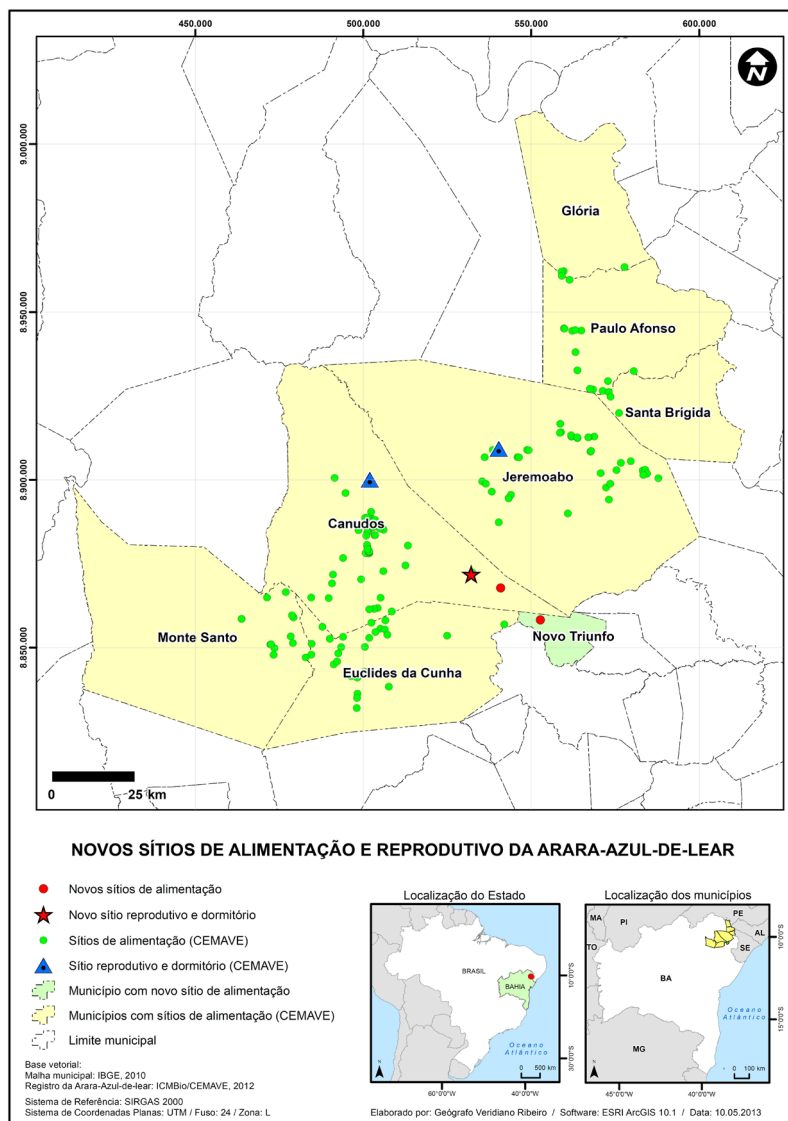 450.000
500.000
550.000
600.000
N
9.000.000
8.950.000
8.900.000
8.850.000
Glória
Paulo Afonso
Santa Brígida
Jeremoabo
Canudos
Monte Santo
Novo Triunfo
Euclides da Cunha
0 25 km
NOVOS SÍTIOS DE ALIMENTAÇÃO E REPRODUTIVO DA ARARA-AZUL-DE-LEAR
Novos sítios de alimentação
Novo sítio reprodutivo e dormitório
Sítios de alimentação (CEMAVE)
Sítio reprodutivo e dormitório (CEMAVE)
Município com novo sítio de alimentação
Municípios com sítios de alimentação (CEMAVE)
Limite municipal
Base vetorial:
Malha municipal: IBGE, 2010
Registro da Arara-Azul-de-lear: ICMBio/CEMAVE, 2012
Sistema de Referência: SIRGAS 2000
Sistema de Coordenadas Planas: UTM / Fuso: 24 / Zona: L
Localização do Estado
BRASIL
BAHIA
Oceano
Atlântico
N
0 500 km
10°0'0"S
30°0'0"S
60°0'0"W
40°0'0"W
Localização dos municípios
MA
PI
PE
AL
TO
SE
BA
MG
Oceano
Atlântico
N
0 100 km
10°0'0"S
15°0'0"S
45°0'0"W
40°0'0"W
Elaborado por: Geógrafo Veridiano Ribeiro / Software: ESRI ArcGIS 10.1 / Data: 10.05.2013